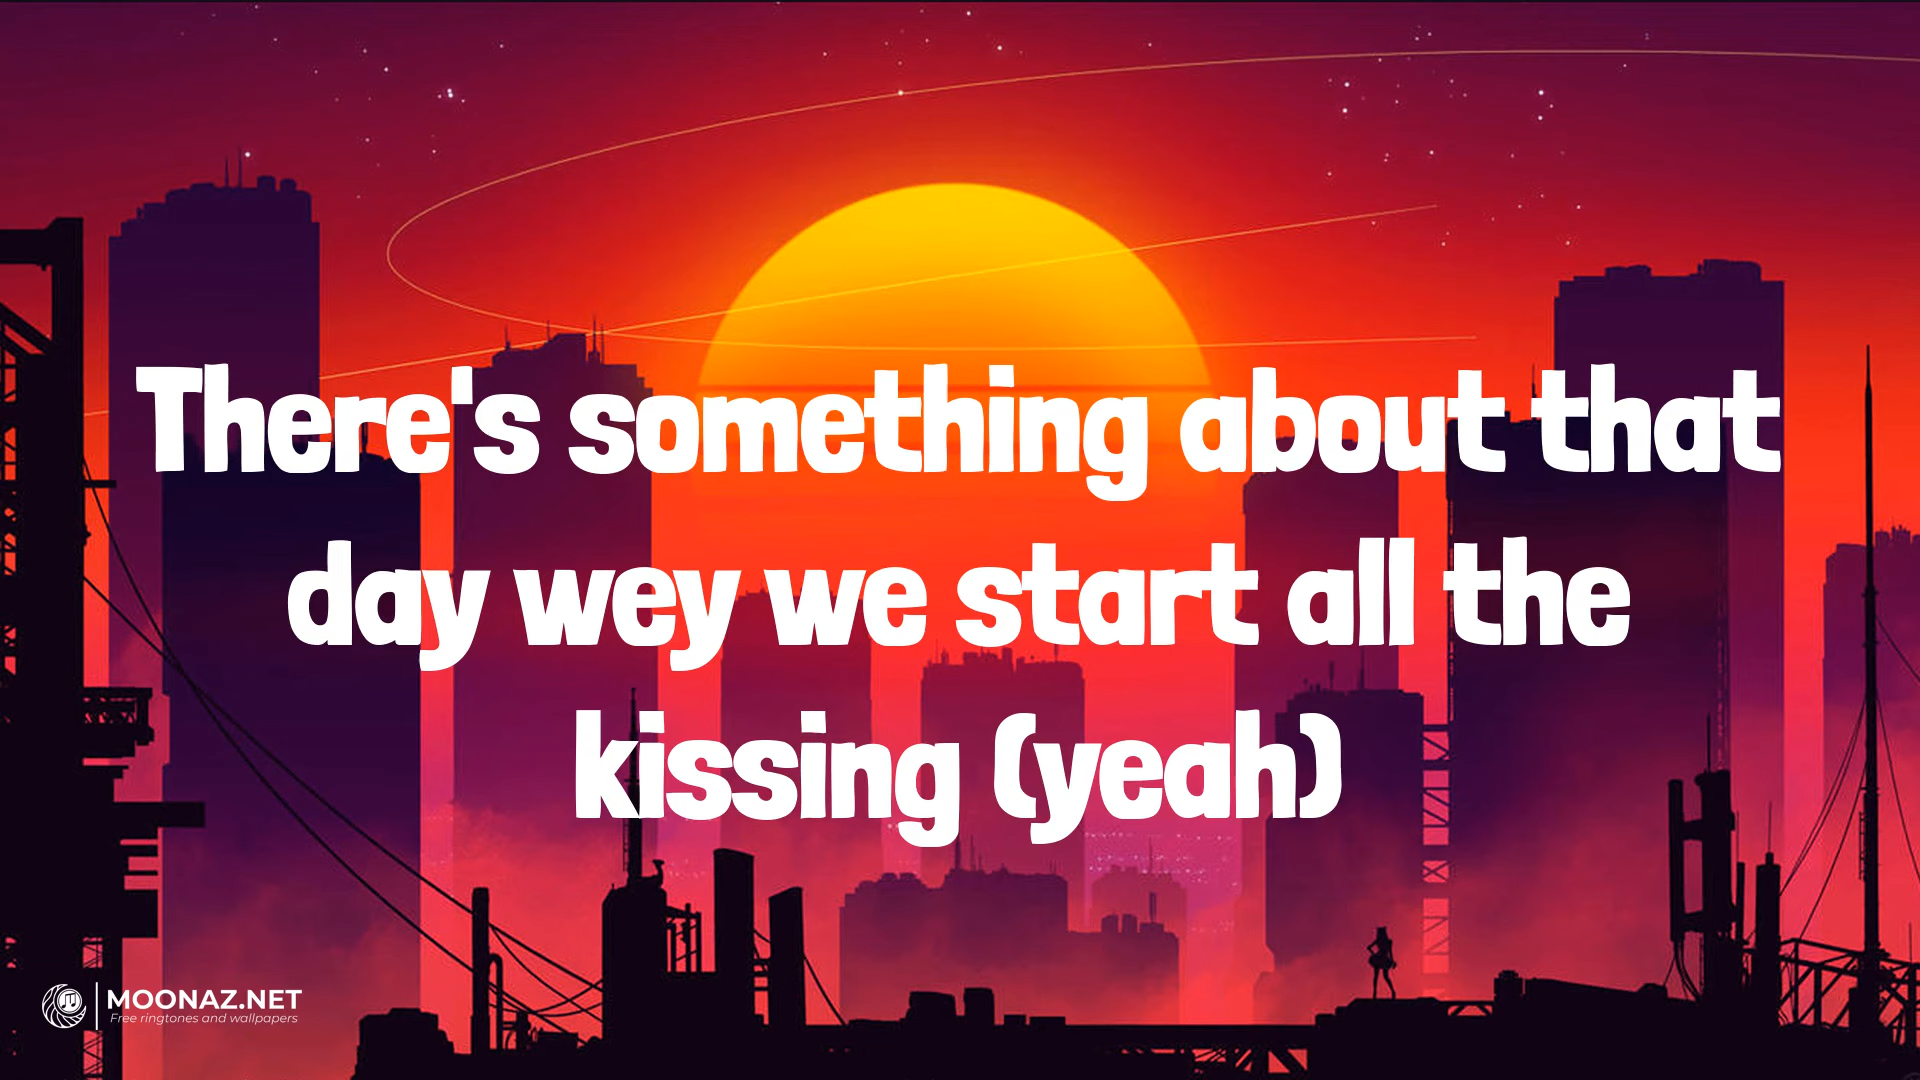 There's something about that
day wey we start all the
kissing (yeah)
MOONAZ.NET
Free ringtones and wallpapers